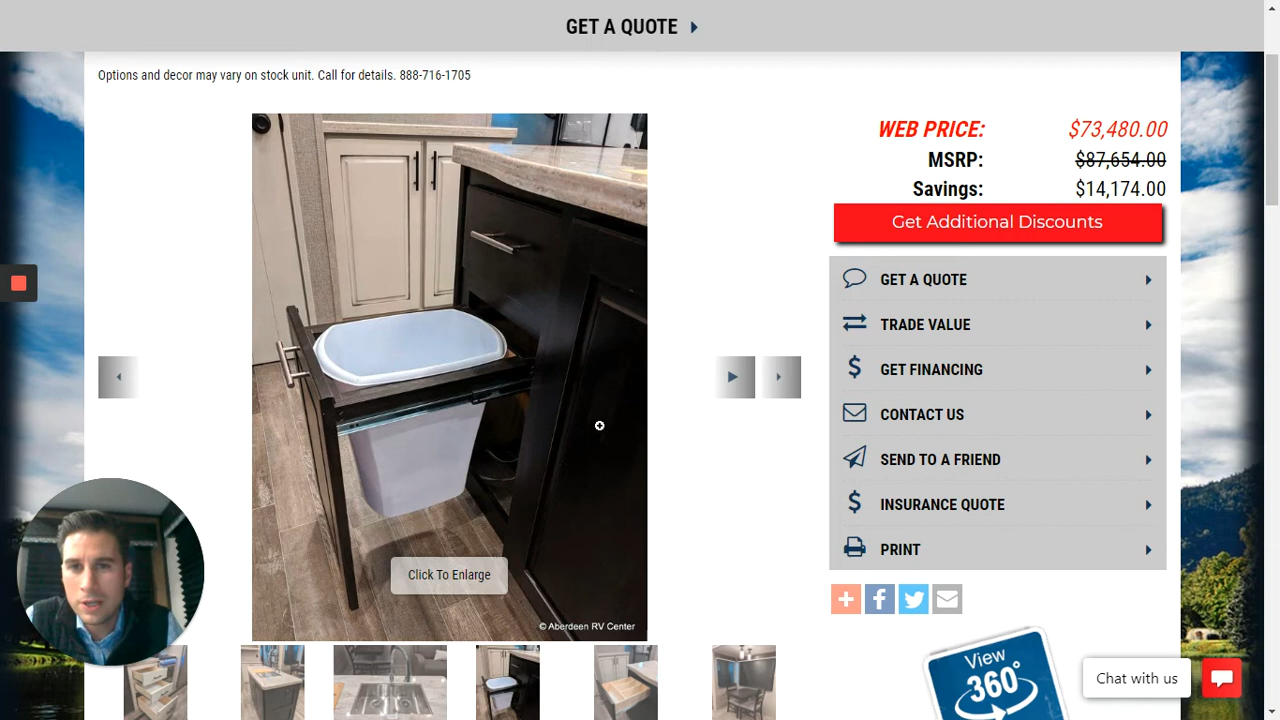 GET A QUOTE
Options and decor may vary on stock unit. Call for details. 888-716-1705
WEB PRICE: $73,480.00
MSRP: $87,654.00
Savings: $14,174.00
Get Additional Discounts
GET A QUOTE
TRADE VALUE
GET FINANCING
CONTACT US
SEND TO A FRIEND
INSURANCE QUOTE
PRINT
Click To Enlarge
© Aberdeen RV Center
View
360°
Chat with us